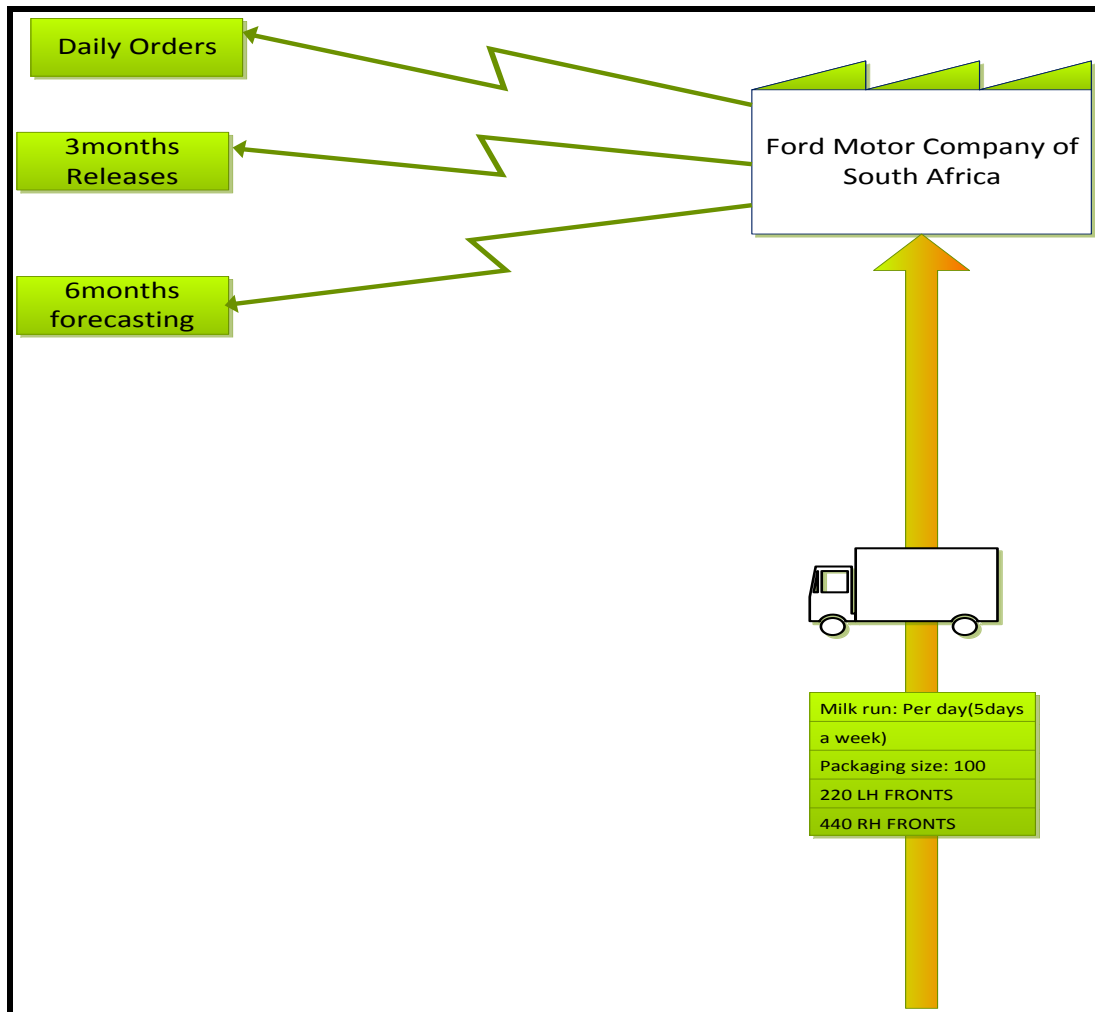 Daily Orders
3months
Releases
6months
forecasting
Ford Motor Company of
South Africa
Milk run: Per day(5days
a week)
Packaging size: 100
220 LH FRONTS
440 RH FRONTS